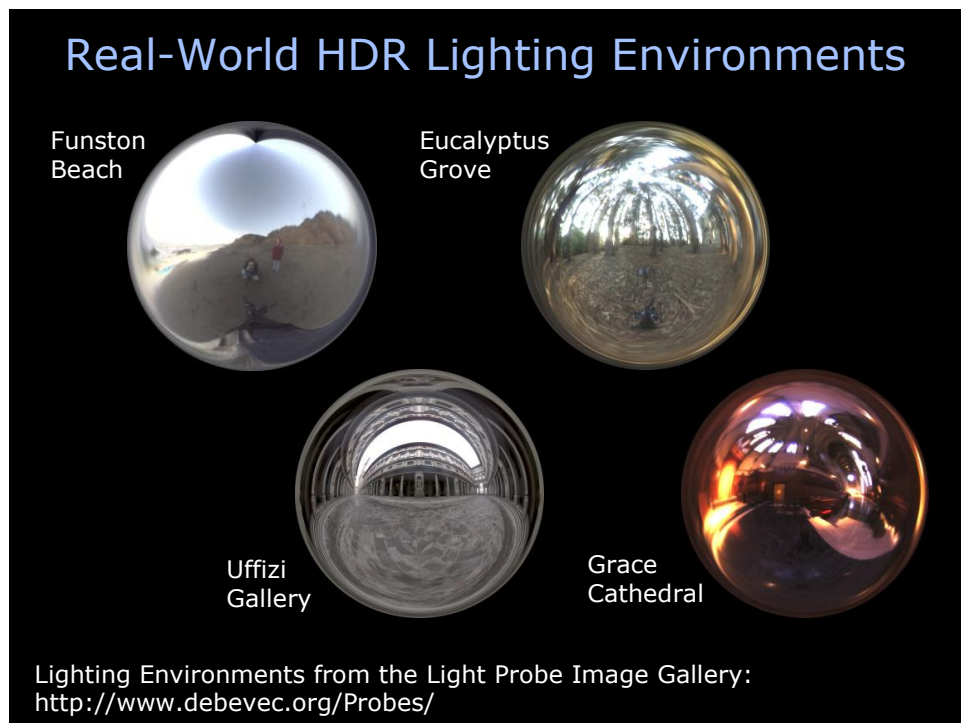 Real-World HDR Lighting Environments
Funston
Beach
Eucalyptus
Grove
Uffizi
Gallery
Grace
Cathedral
Lighting Environments from the Light Probe Image Gallery:
http://www.debevec.org/Probes/